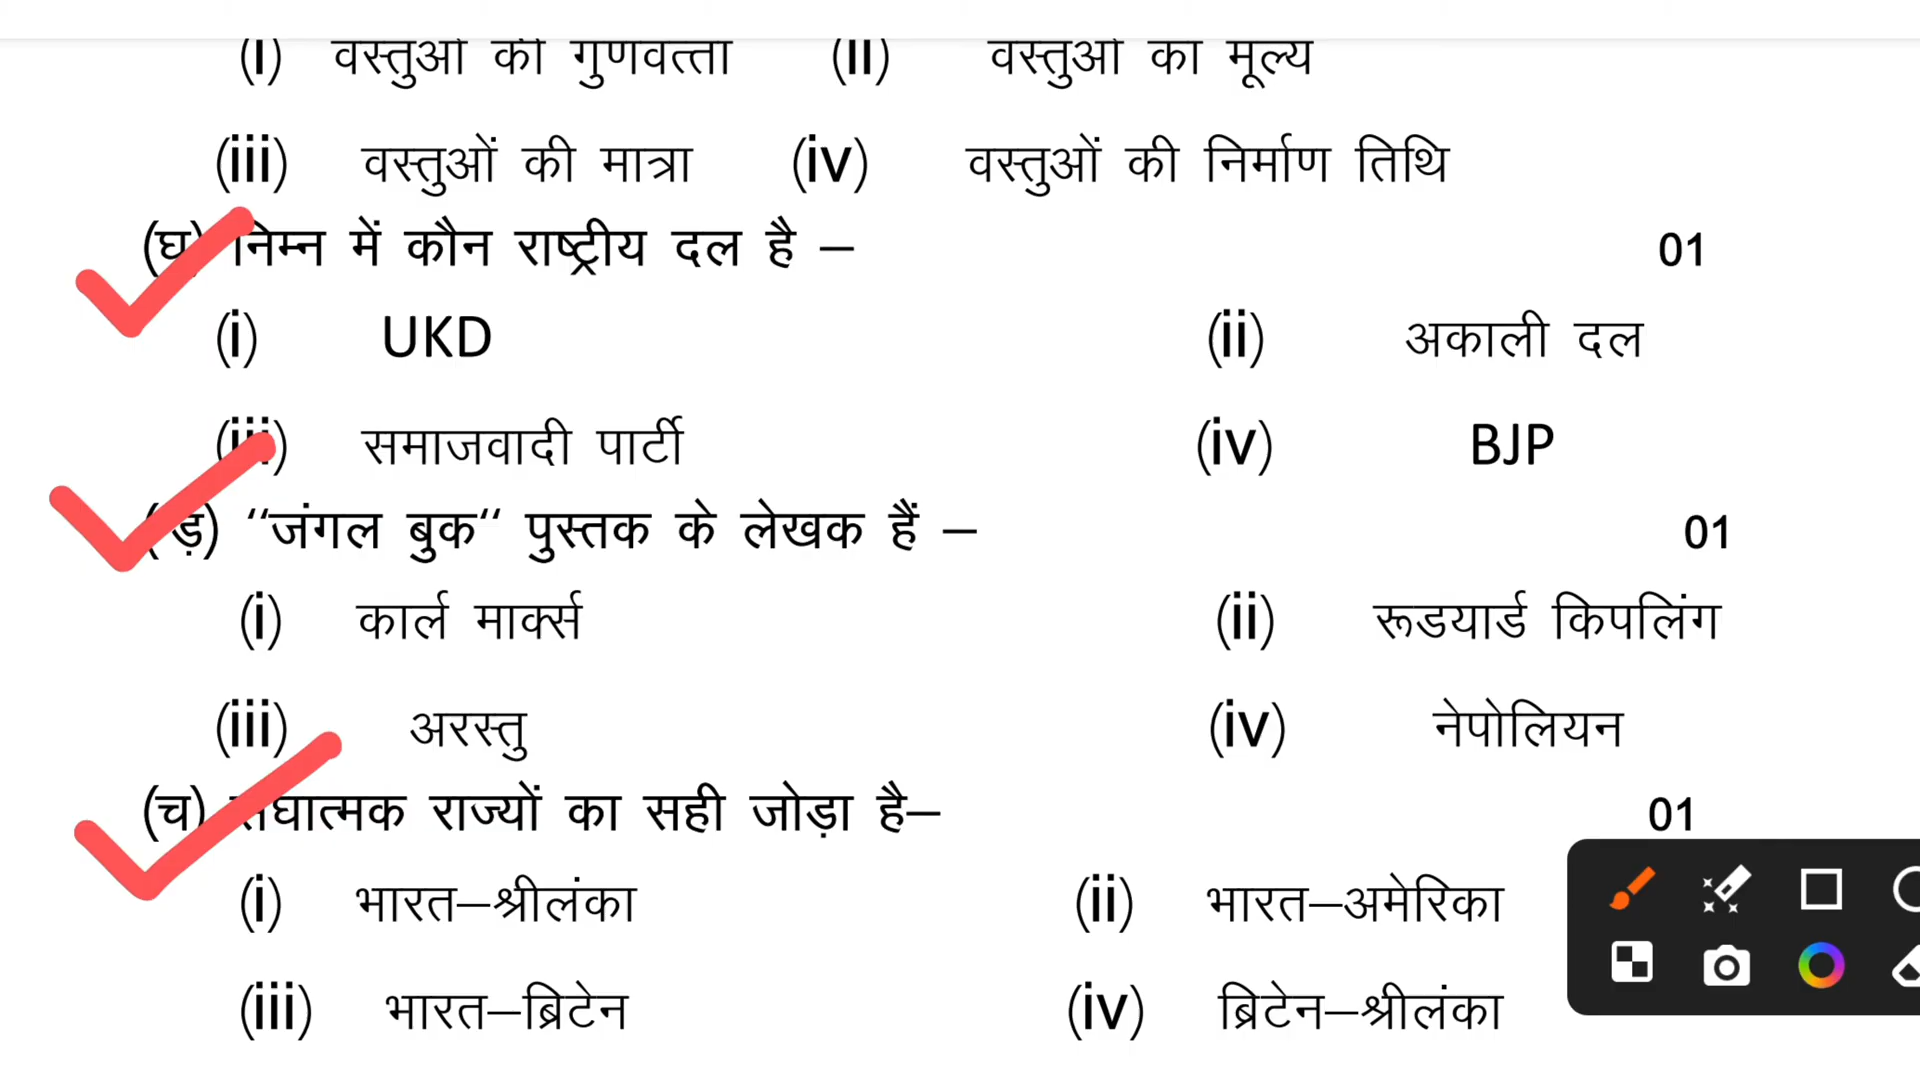 (i) वस्तुओं की गुणवत्ता (ii) वस्तुओं का मूल्य
(iii) वस्तुओं की मात्रा (iv) वस्तुओं की निर्माण तिथि
(घ) निम्न में कौन राष्ट्रीय दल है – 01
(i) UKD (ii) अकाली दल
(iii) समाजवादी पार्टी (iv) BJP
(ड़) “जंगल बुक“ पुस्तक के लेखक हैं – 01
(i) कार्ल मार्क्स (ii) रूडयार्ड किपलिंग
(iii) अरस्तु (iv) नेपोलियन
(च) संघात्मक राज्यों का सही जोड़ा है– 01
(i) भारत–श्रीलंका (ii) भारत–अमेरिका
(iii) भारत–ब्रिटेन (iv) ब्रिटेन–श्रीलंका